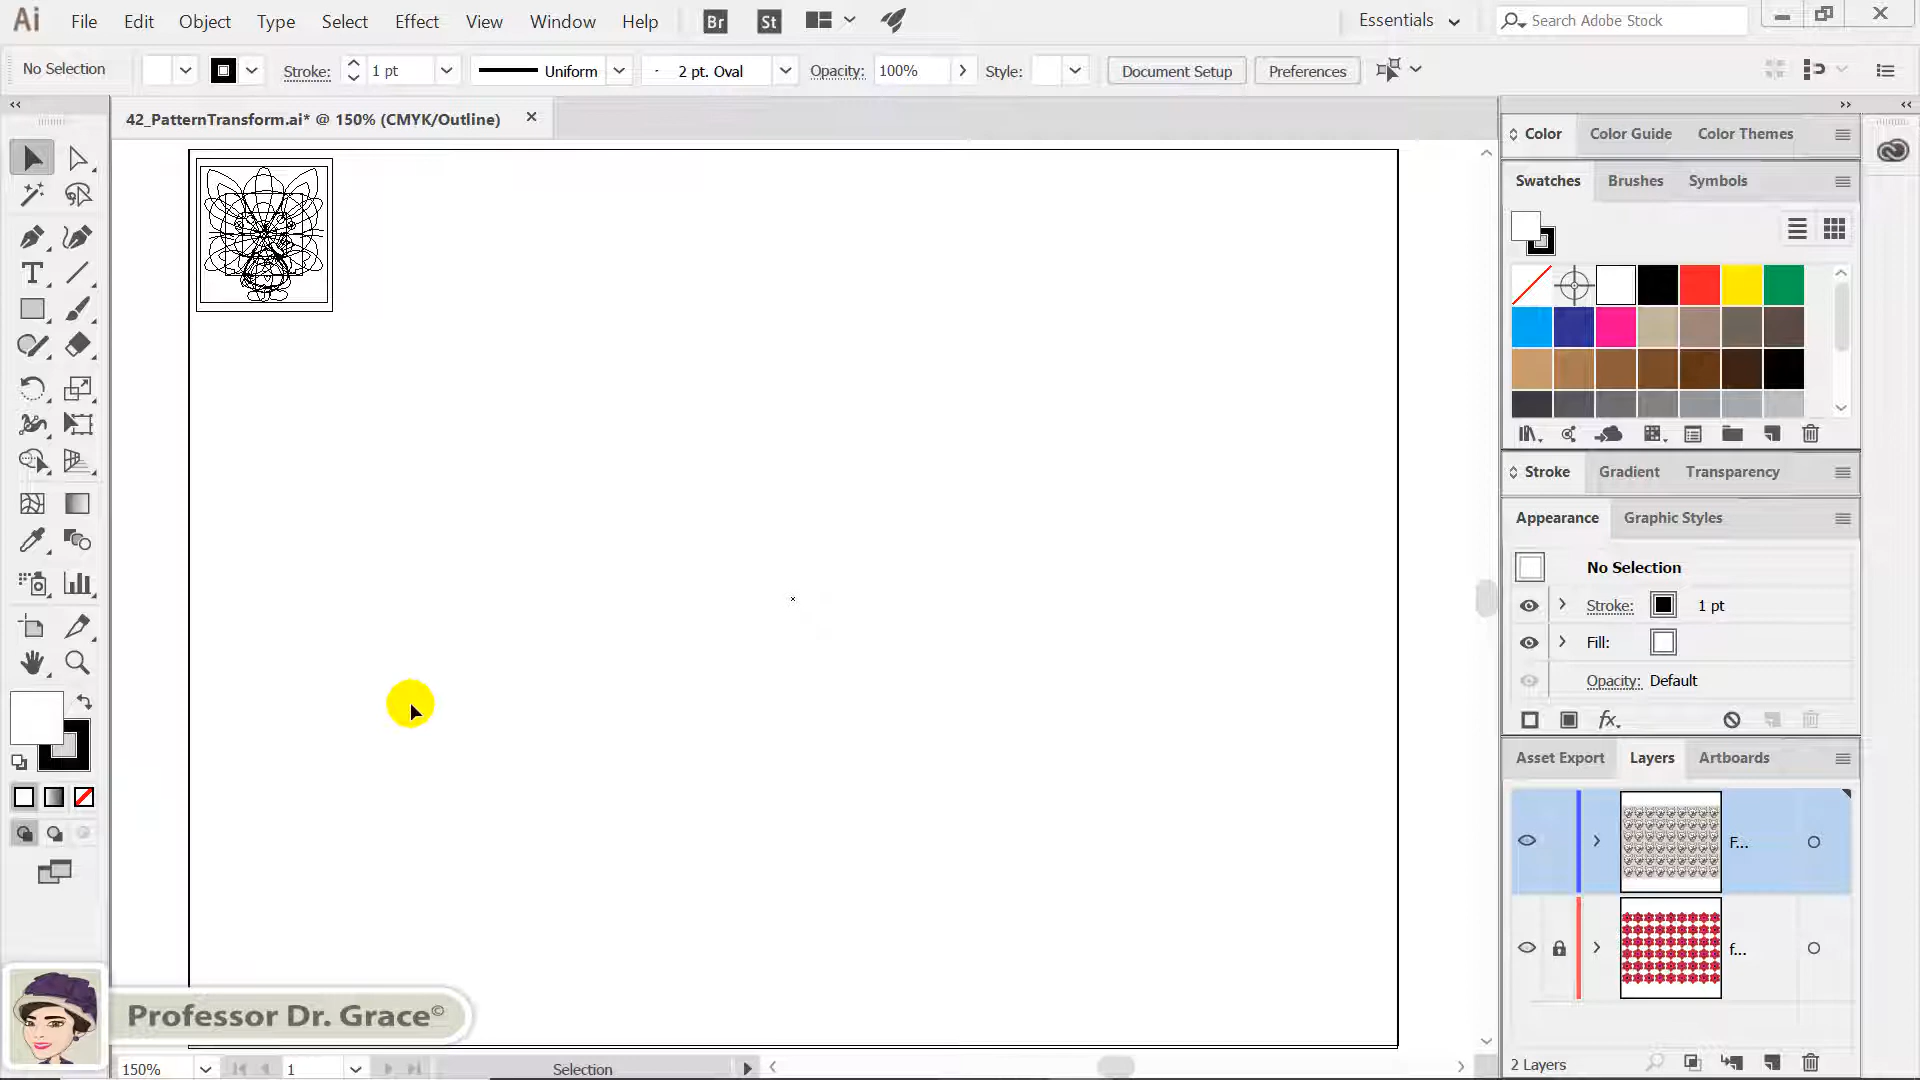 Ai File Edit Object Type Select Effect View Window Help Br St Essentials Search Adobe Stock
No Selection Stroke: 1 pt Uniform 2 pt. Oval Opacity: 100% Style: Document Setup Preferences
42_PatternTransform.ai* @ 150% (CMYK/Outline)
Color Color Guide Color Themes
Swatches Brushes Symbols
Stroke Gradient Transparency
Appearance Graphic Styles
No Selection
Stroke: 1 pt
Fill:
Opacity: Default
fx.
Asset Export Layers Artboards
F...
f...
Professor Dr. Grace©
150% 1 Selection
2 Layers